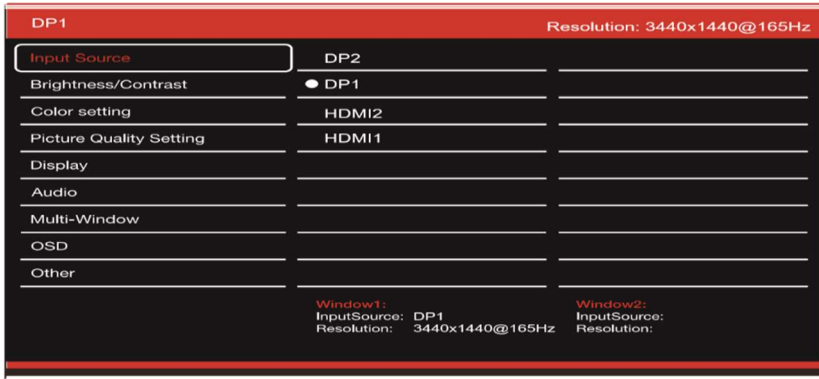 DP1
Resolution: 3440x1440@165Hz
Input Source
DP2
Brightness/Contrast
DP1
Color setting
HDMI2
Picture Quality Setting
HDMI1
Display
Audio
Multi-Window
OSD
Other
Window1:
InputSource: DP1
Resolution: 3440x1440@165Hz
Window2:
InputSource:
Resolution: